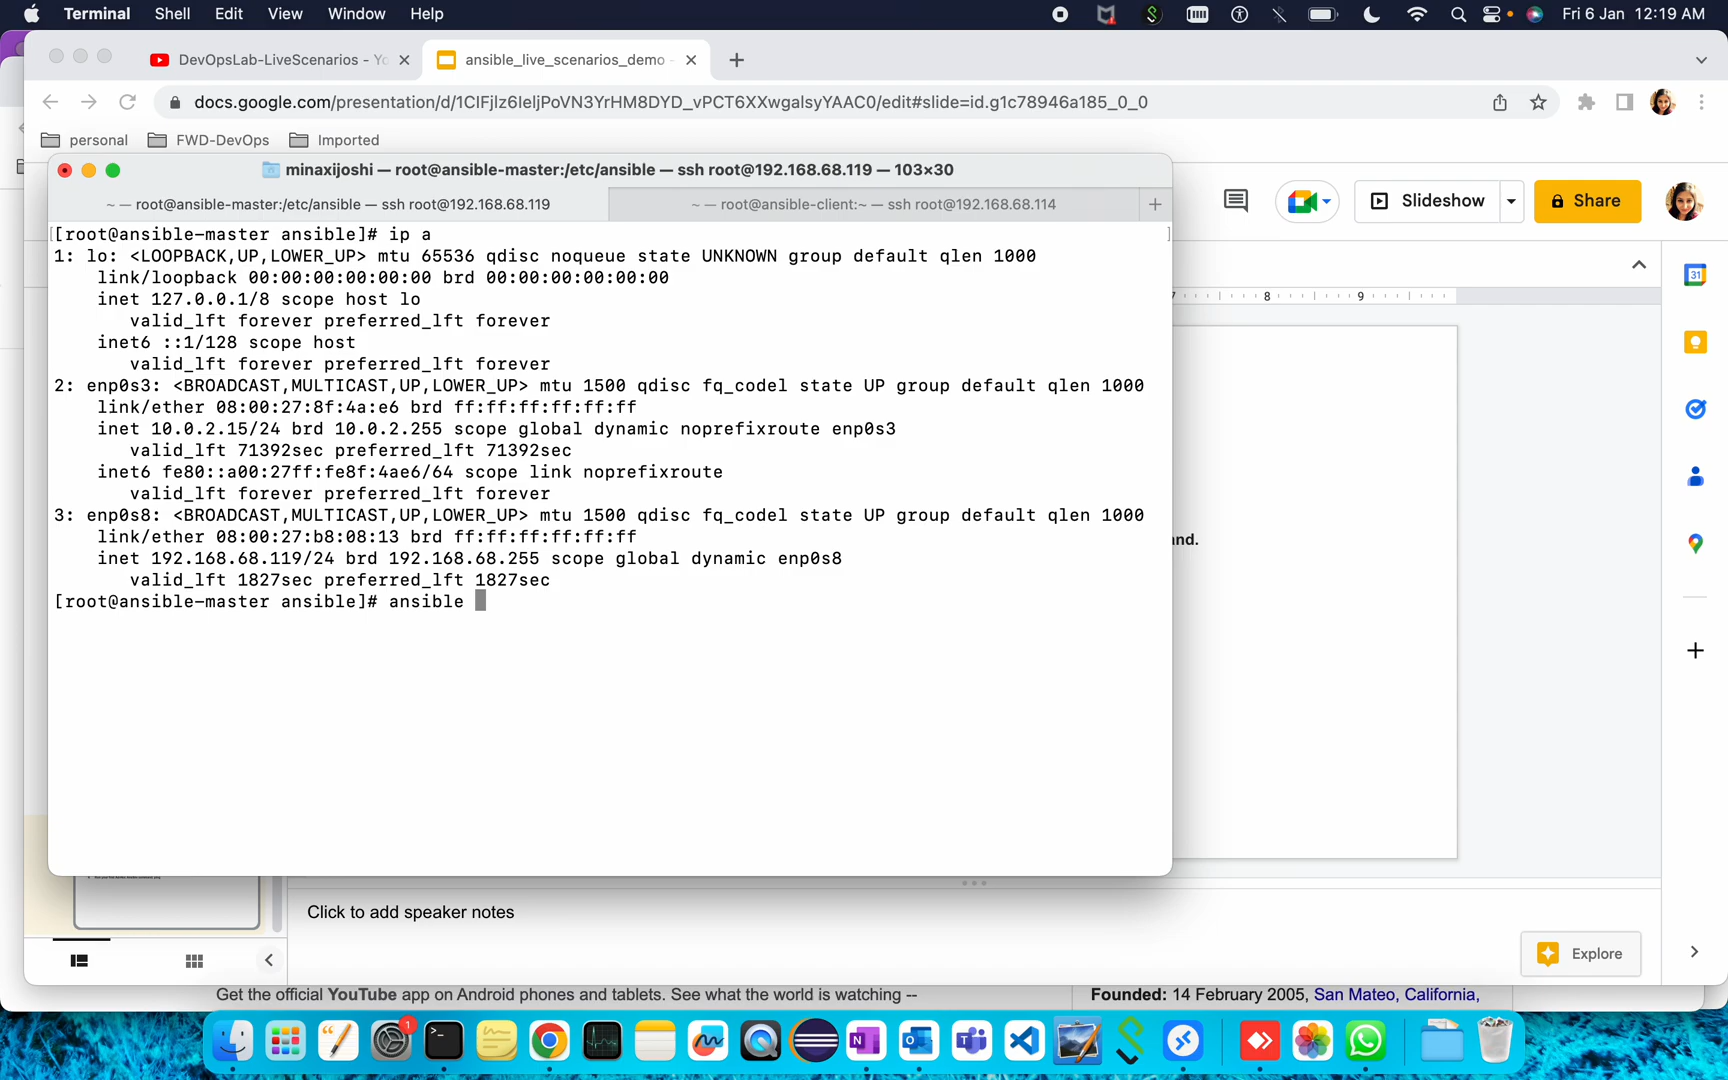 Terminal Shell Edit View Window Help
Fri 6 Jan 12:19 AM
DevOpsLab-LiveScenarios - Yo
ansible_live_scenarios_demo -
personal FWD-DevOps Imported
minaxijoshi — root@ansible-master:/etc/ansible — ssh root@192.168.68.119 — 103×30
~ — root@ansible-master:/etc/ansible — ssh root@192.168.68.119
~ — root@ansible-client:~ — ssh root@192.168.68.114
Slideshow
Share
[root@ansible-master ansible]# ip a
1: lo: <LOOPBACK,UP,LOWER_UP> mtu 65536 qdisc noqueue state UNKNOWN group default qlen 1000
link/loopback 00:00:00:00:00:00 brd 00:00:00:00:00:00
inet 127.0.0.1/8 scope host lo
valid_lft forever preferred_lft forever
inet6 ::1/128 scope host
valid_lft forever preferred_lft forever
2: enp0s3: <BROADCAST,MULTICAST,UP,LOWER_UP> mtu 1500 qdisc fq_codel state UP group default qlen 1000
link/ether 08:00:27:8f:4a:e6 brd ff:ff:ff:ff:ff:ff
inet 10.0.2.15/24 brd 10.0.2.255 scope global dynamic noprefixroute enp0s3
valid_lft 71392sec preferred_lft 71392sec
inet6 fe80::a00:27ff:fe8f:4ae6/64 scope link noprefixroute
valid_lft forever preferred_lft forever
3: enp0s8: <BROADCAST,MULTICAST,UP,LOWER_UP> mtu 1500 qdisc fq_codel state UP group default qlen 1000
link/ether 08:00:27:b8:08:13 brd ff:ff:ff:ff:ff:ff
inet 192.168.68.119/24 brd 192.168.68.255 scope global dynamic enp0s8
valid_lft 1827sec preferred_lft 1827sec
[root@ansible-master ansible]# ansible
8 9
and.
Click to add speaker notes
Explore
Get the official YouTube app on Android phones and tablets. See what the world is watching --
Founded: 14 February 2005, San Mateo, California,